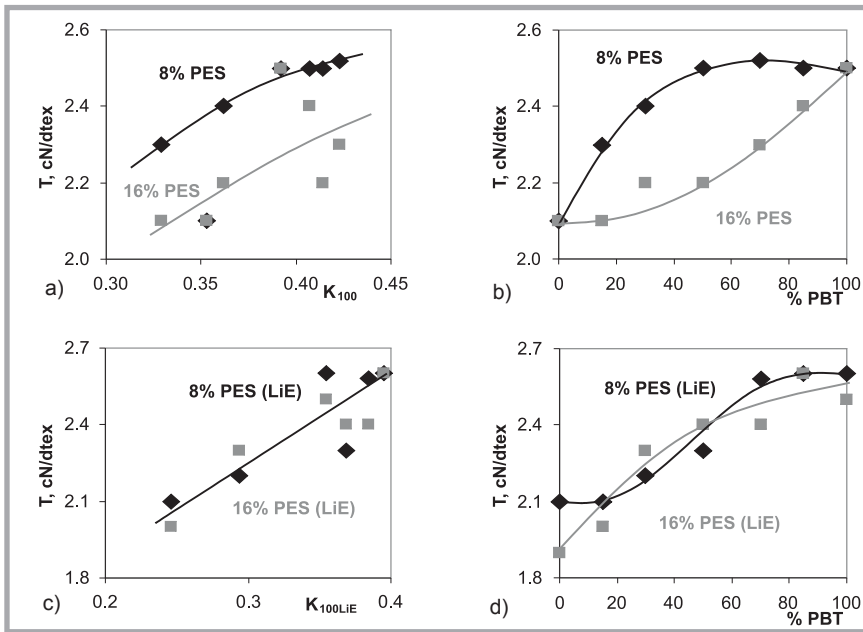 2.6
2.4
2.2
2.0
T, cN/dtex
8% PES
16% PES
0.30
0.35
0.40
0.45
a)
K100
2.6
2.4
2.2
2.0
T, cN/dtex
8% PES
16% PES
0
20
40
60
80
100
b)
% PBT
2.7
2.4
2.1
1.8
T, cN/dtex
8% PES (LiE)
16% PES (LiE)
0.2
0.3
0.4
c)
K100LiE
2.7
2.4
2.1
1.8
T, cN/dtex
8% PES (LiE)
16% PES (LiE)
0
20
40
60
80
100
d)
% PBT